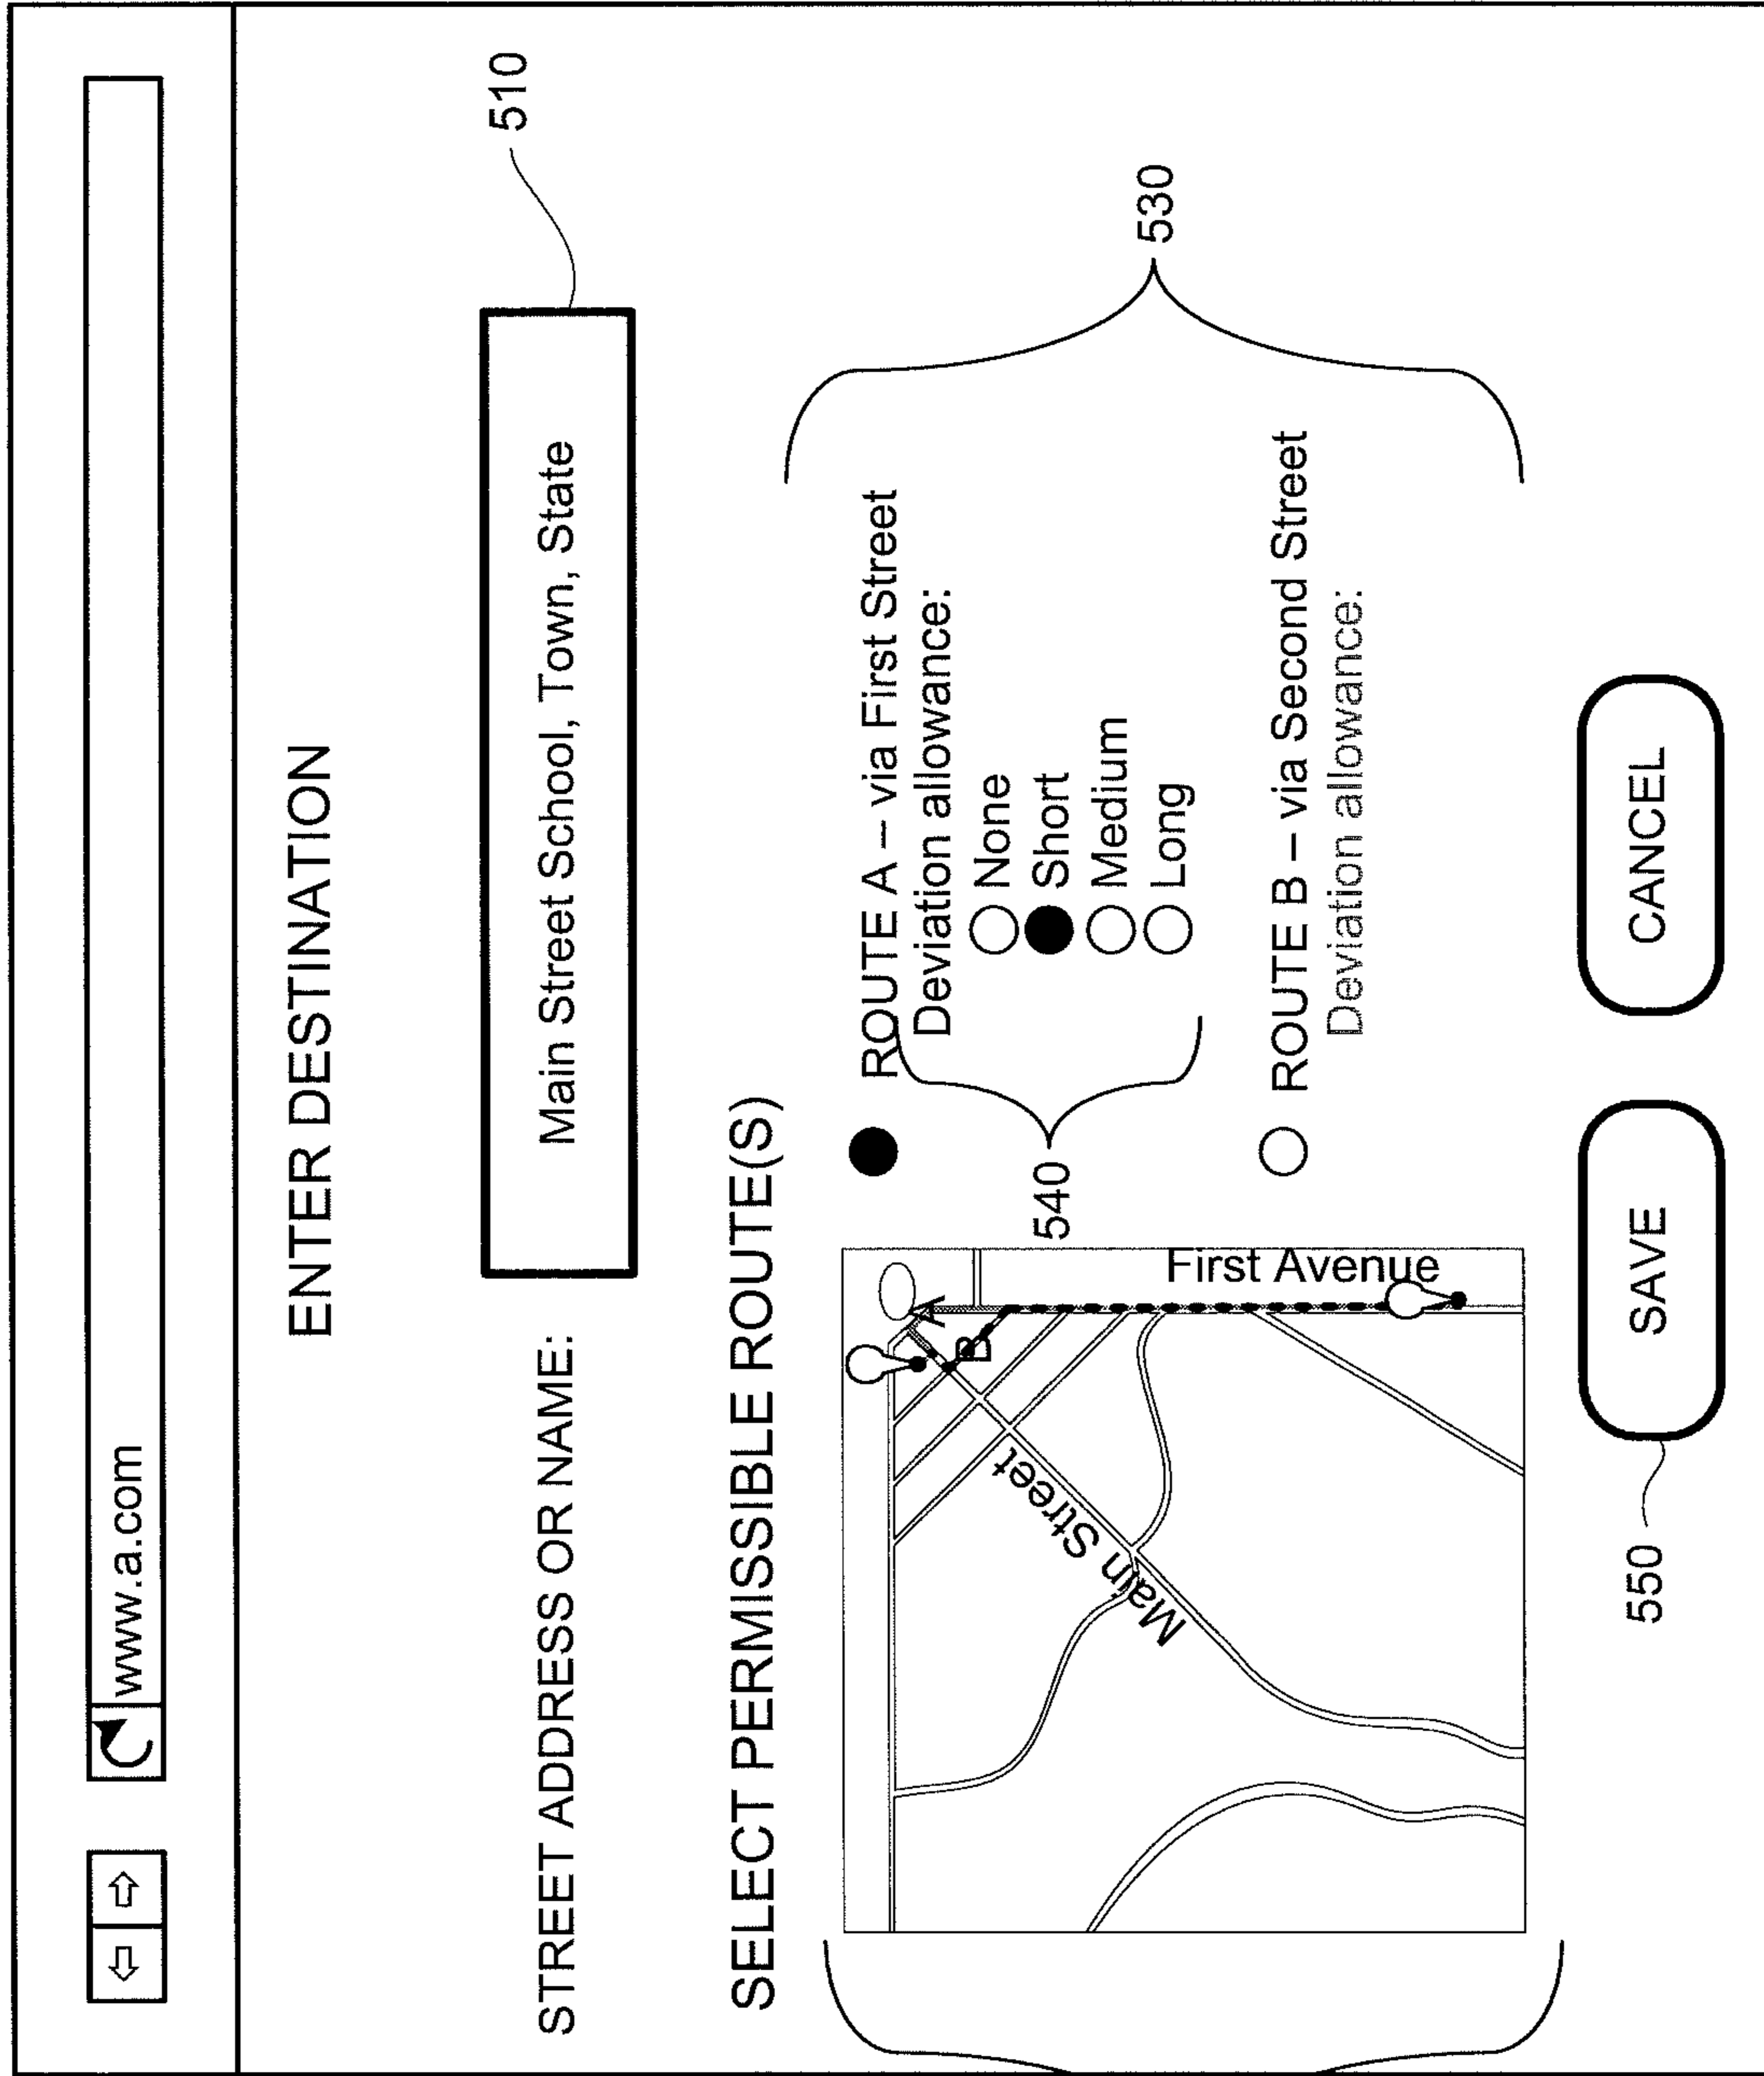 www.a.com
ENTER DESTINATION
STREET ADDRESS OR NAME:
Main Street School, Town, State
510
SELECT PERMISSIBLE ROUTE(S)
First Avenue
Main Street
A
B
540
ROUTE A – via First Street
Deviation allowance:
None
Short
Medium
Long
530
ROUTE B – via Second Street
Deviation allowance:
550
SAVE
CANCEL